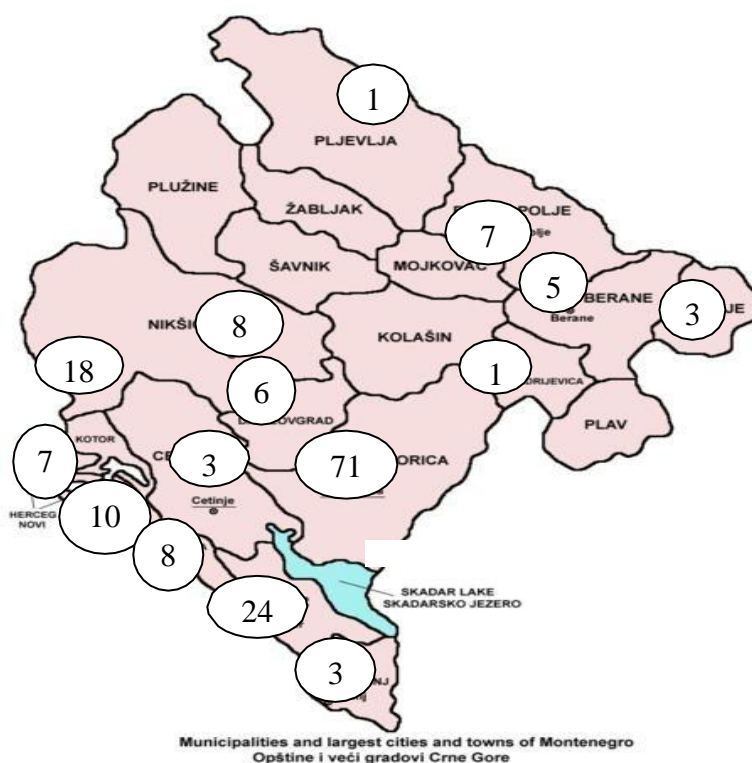 1
PLJEVLJA
PLUŽINE
ŽABLJAK
POLJE
7
ŠAVNIK
MOJKOVAC
5
BERANE
Berane
3
8
KOLAŠIN
18
6
1
PLAV
KOTOR
7
3
71
Cetinje
HERCEG
NOVI
10
8
SKADAR LAKE
SKADARSKO JEZERO
24
3
Municipalities and largest cities and towns of Montenegro
Opštine i veći gradovi Crne Gore